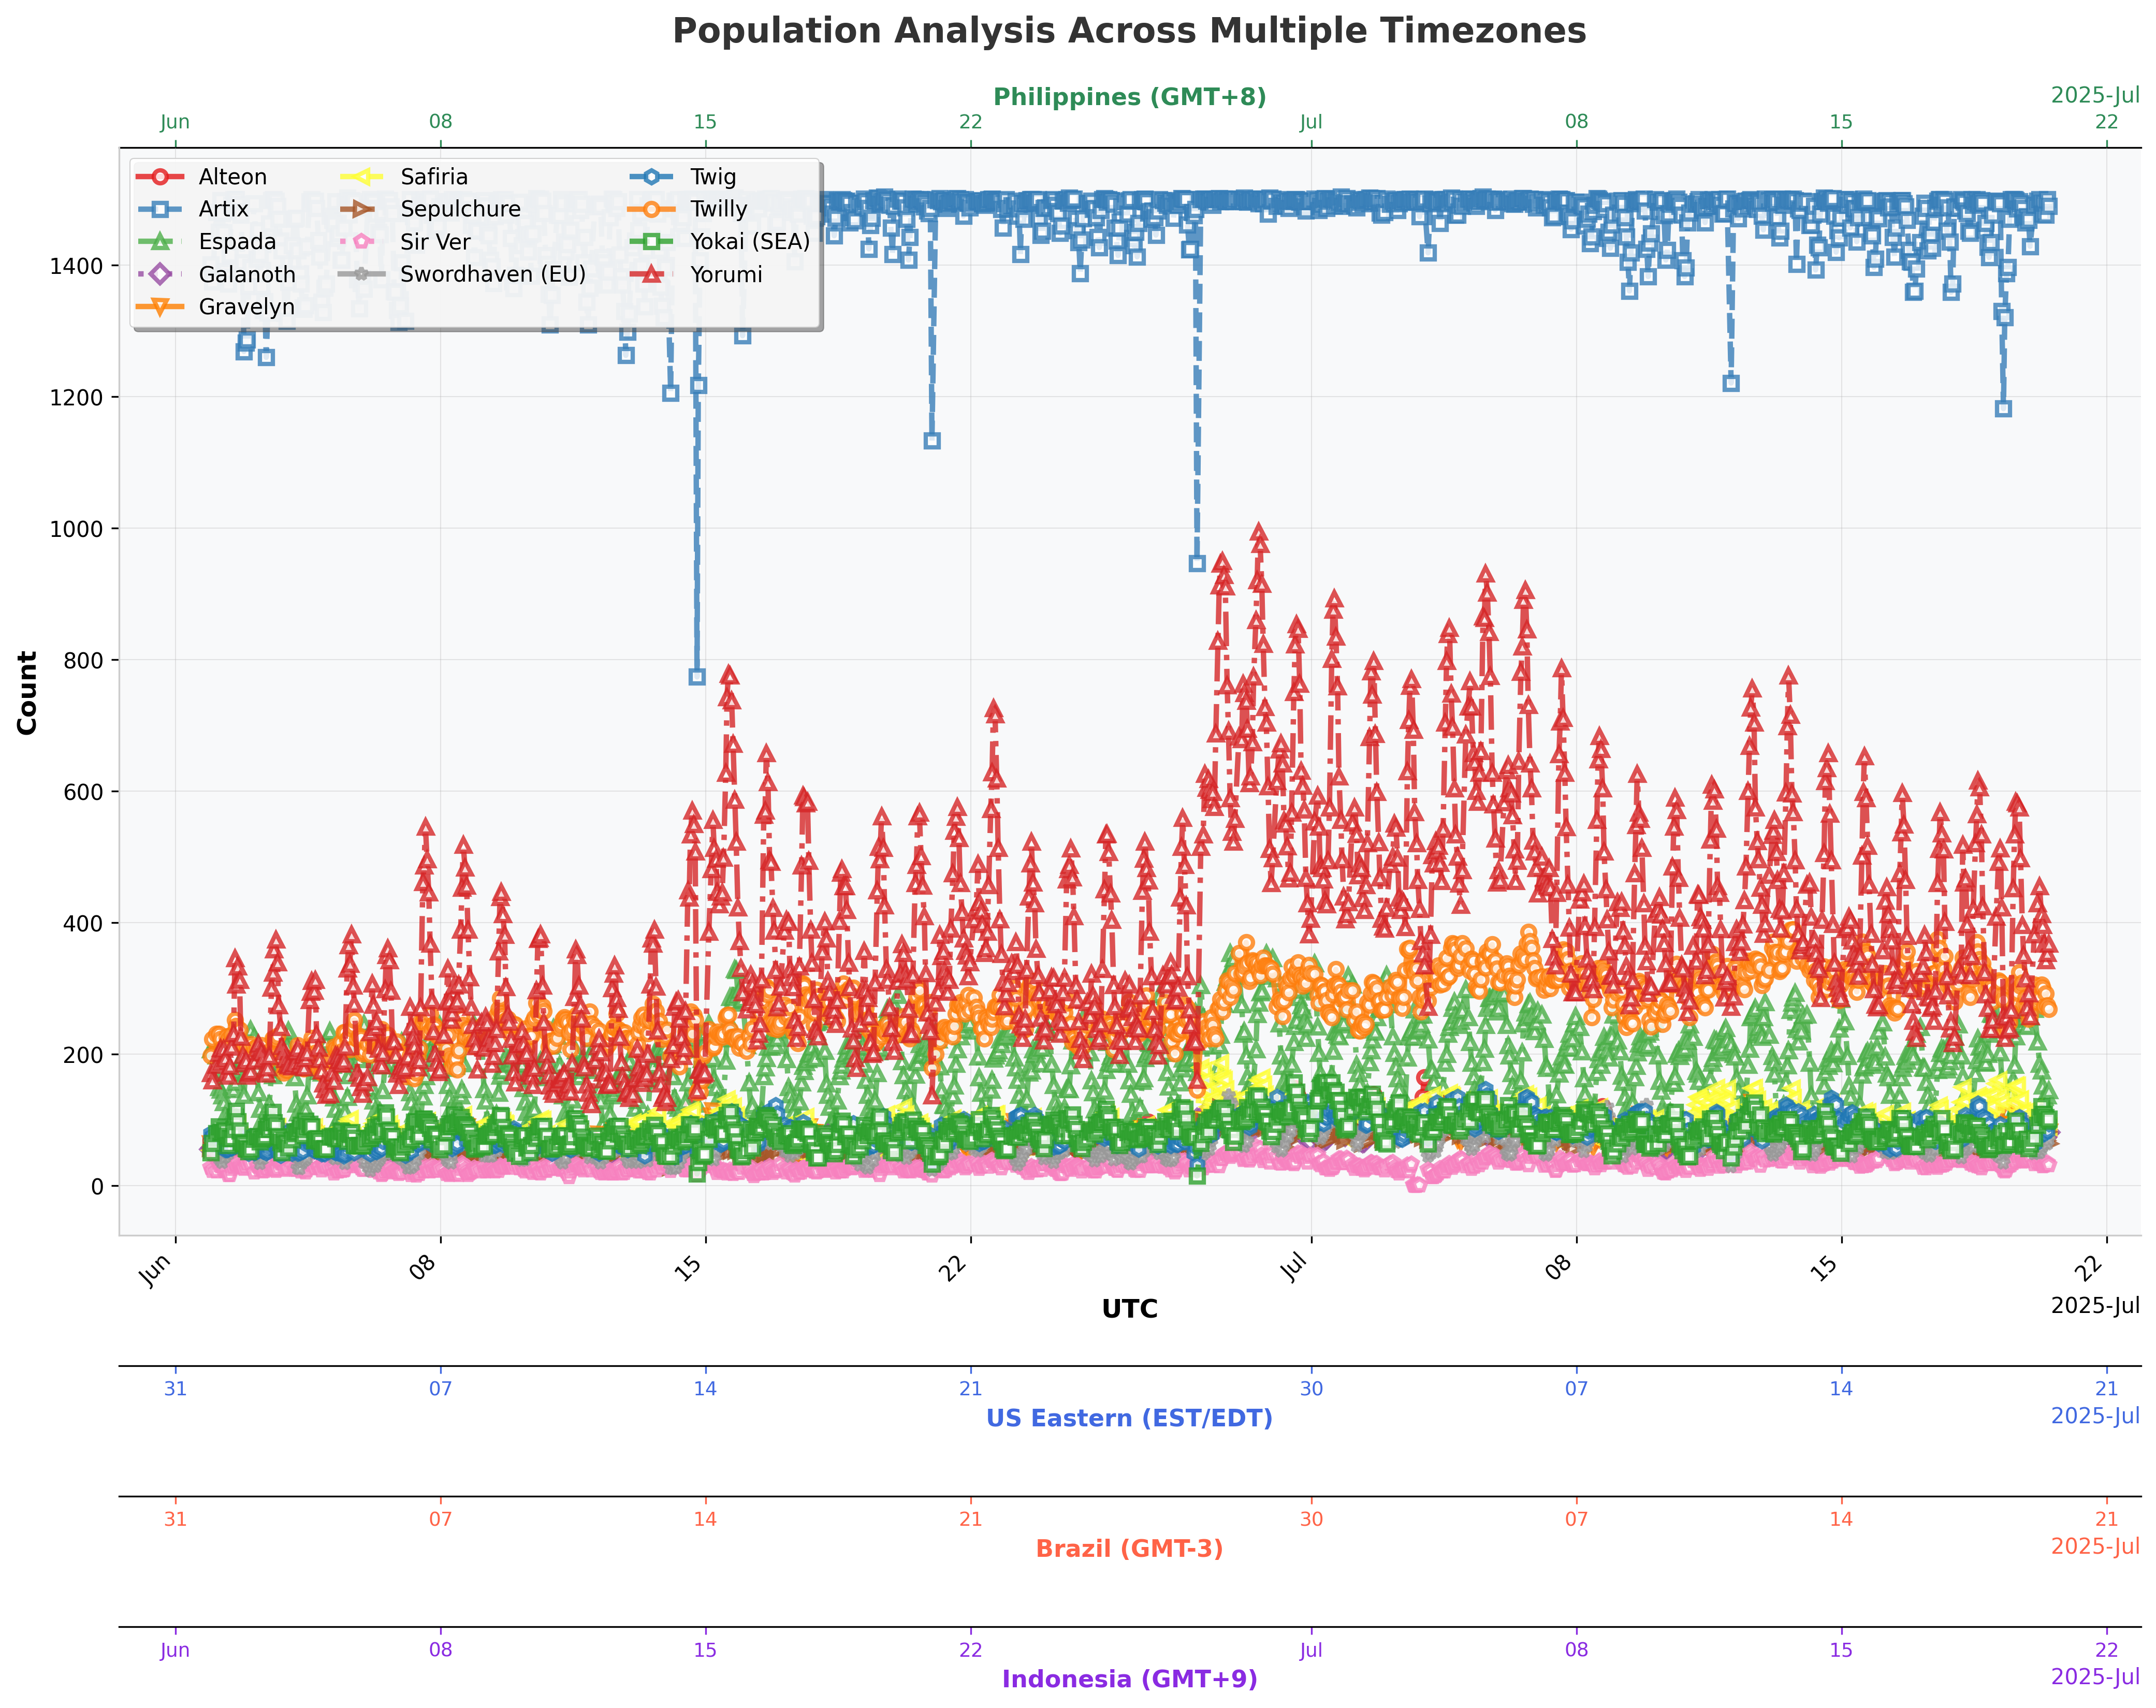 Population Analysis Across Multiple Timezones
Philippines (GMT+8)
2025-Jul
Jun 08 15 22 Jul 08 15 22
Alteon
Artix
Espada
Galanoth
Gravelyn
Safiria
Sepulchure
Sir Ver
Swordhaven (EU)
Twig
Twilly
Yokai (SEA)
Yorumi
Count
1400
1200
1000
800
600
400
200
0
Jun 08 15 22 Jul 08 15 22
UTC
2025-Jul
31 07 14 21 30 07 14 21
US Eastern (EST/EDT)
2025-Jul
31 07 14 21 30 07 14 21
Brazil (GMT-3)
2025-Jul
Jun 08 15 22 Jul 08 15 22
Indonesia (GMT+9)
2025-Jul